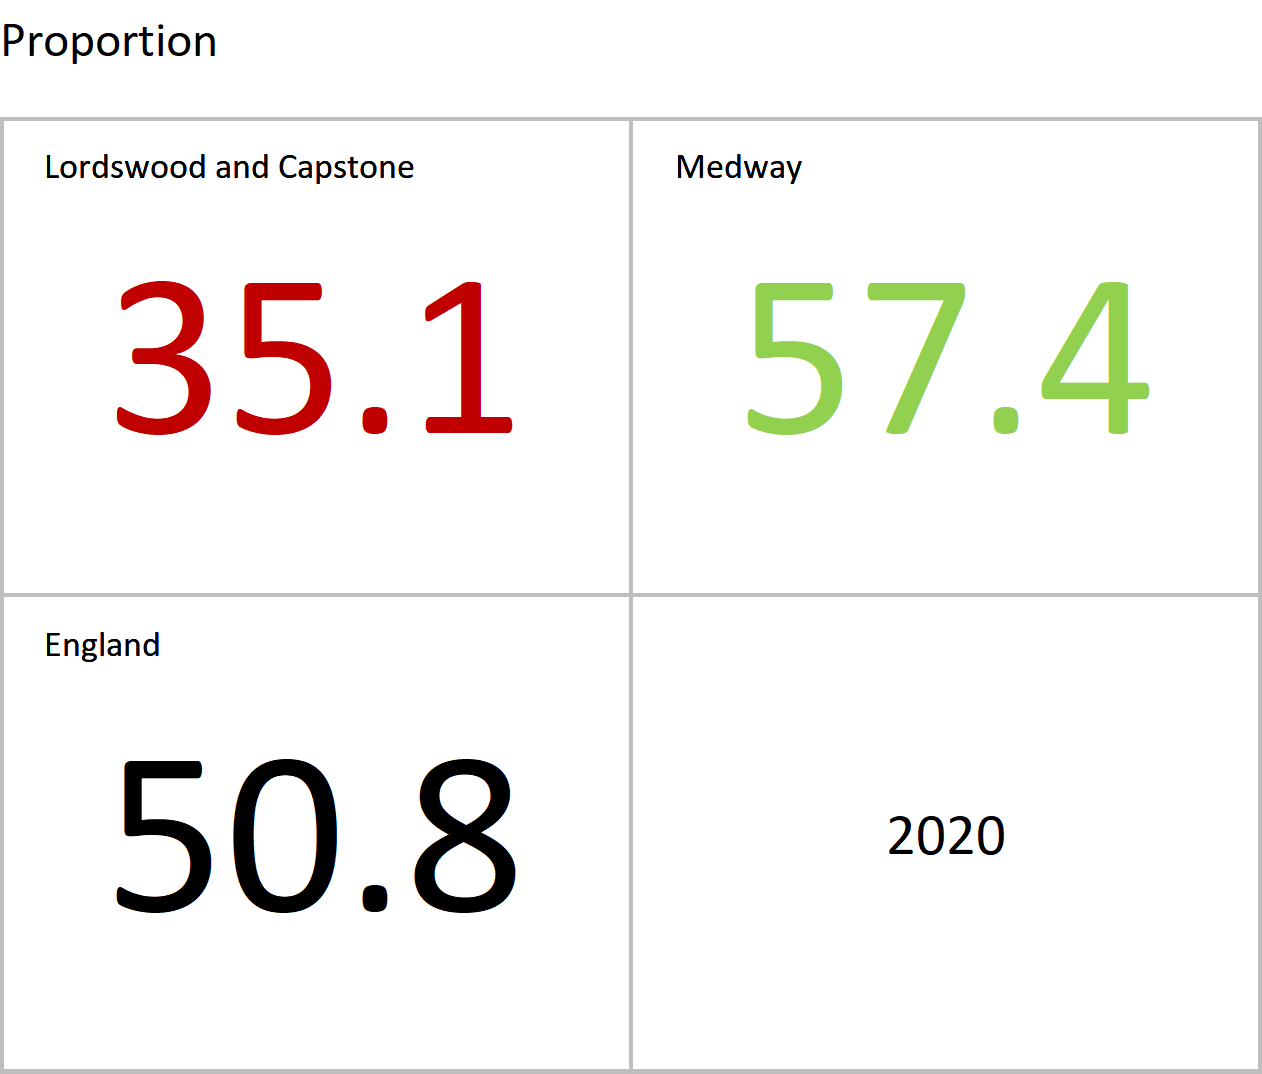 Proportion
Lordswood and Capstone
35.1
Medway
57.4
England
50.8
2020